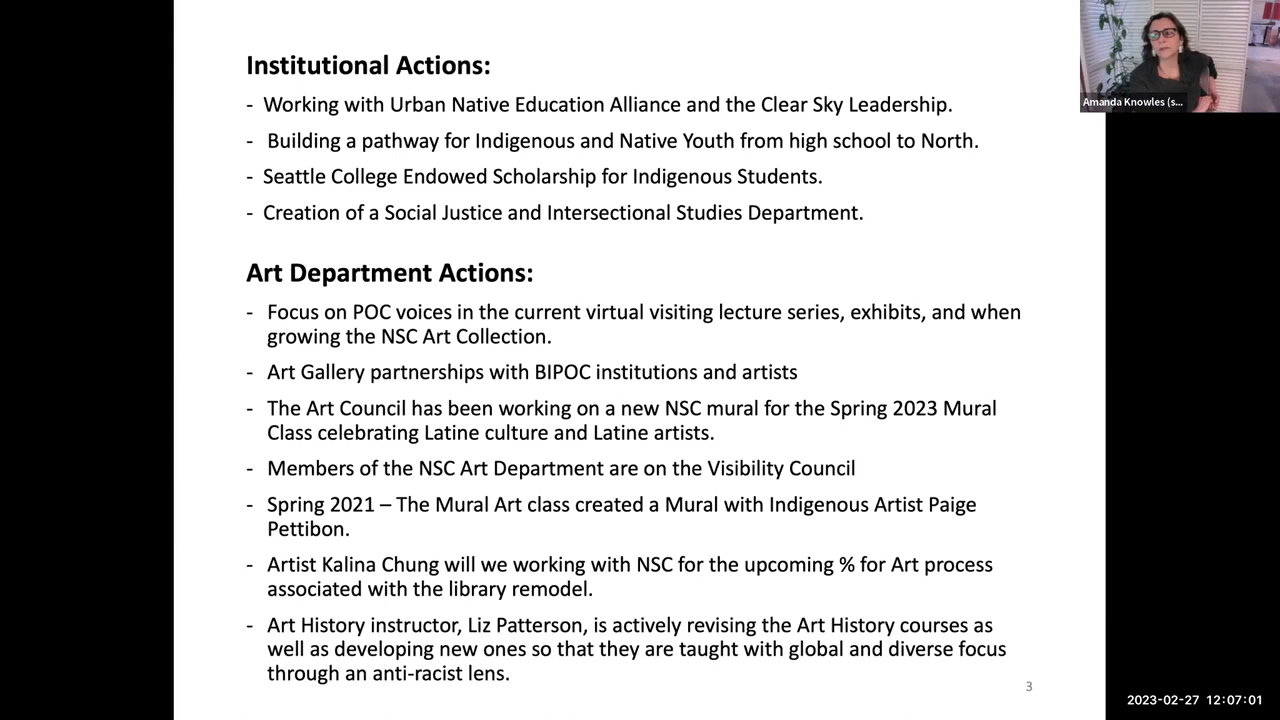 Institutional Actions:
- Working with Urban Native Education Alliance and the Clear Sky Leadership.
- Building a pathway for Indigenous and Native Youth from high school to North.
- Seattle College Endowed Scholarship for Indigenous Students.
- Creation of a Social Justice and Intersectional Studies Department.
Art Department Actions:
- Focus on POC voices in the current virtual visiting lecture series, exhibits, and when
growing the NSC Art Collection.
- Art Gallery partnerships with BIPOC institutions and artists
- The Art Council has been working on a new NSC mural for the Spring 2023 Mural
Class celebrating Latine culture and Latine artists.
- Members of the NSC Art Department are on the Visibility Council
- Spring 2021 – The Mural Art class created a Mural with Indigenous Artist Paige
Pettibon.
- Artist Kalina Chung will we working with NSC for the upcoming % for Art process
associated with the library remodel.
- Art History instructor, Liz Patterson, is actively revising the Art History courses as
well as developing new ones so that they are taught with global and diverse focus
through an anti-racist lens.
3
Amanda Knowles (s...
2023-02-27 12:07:01